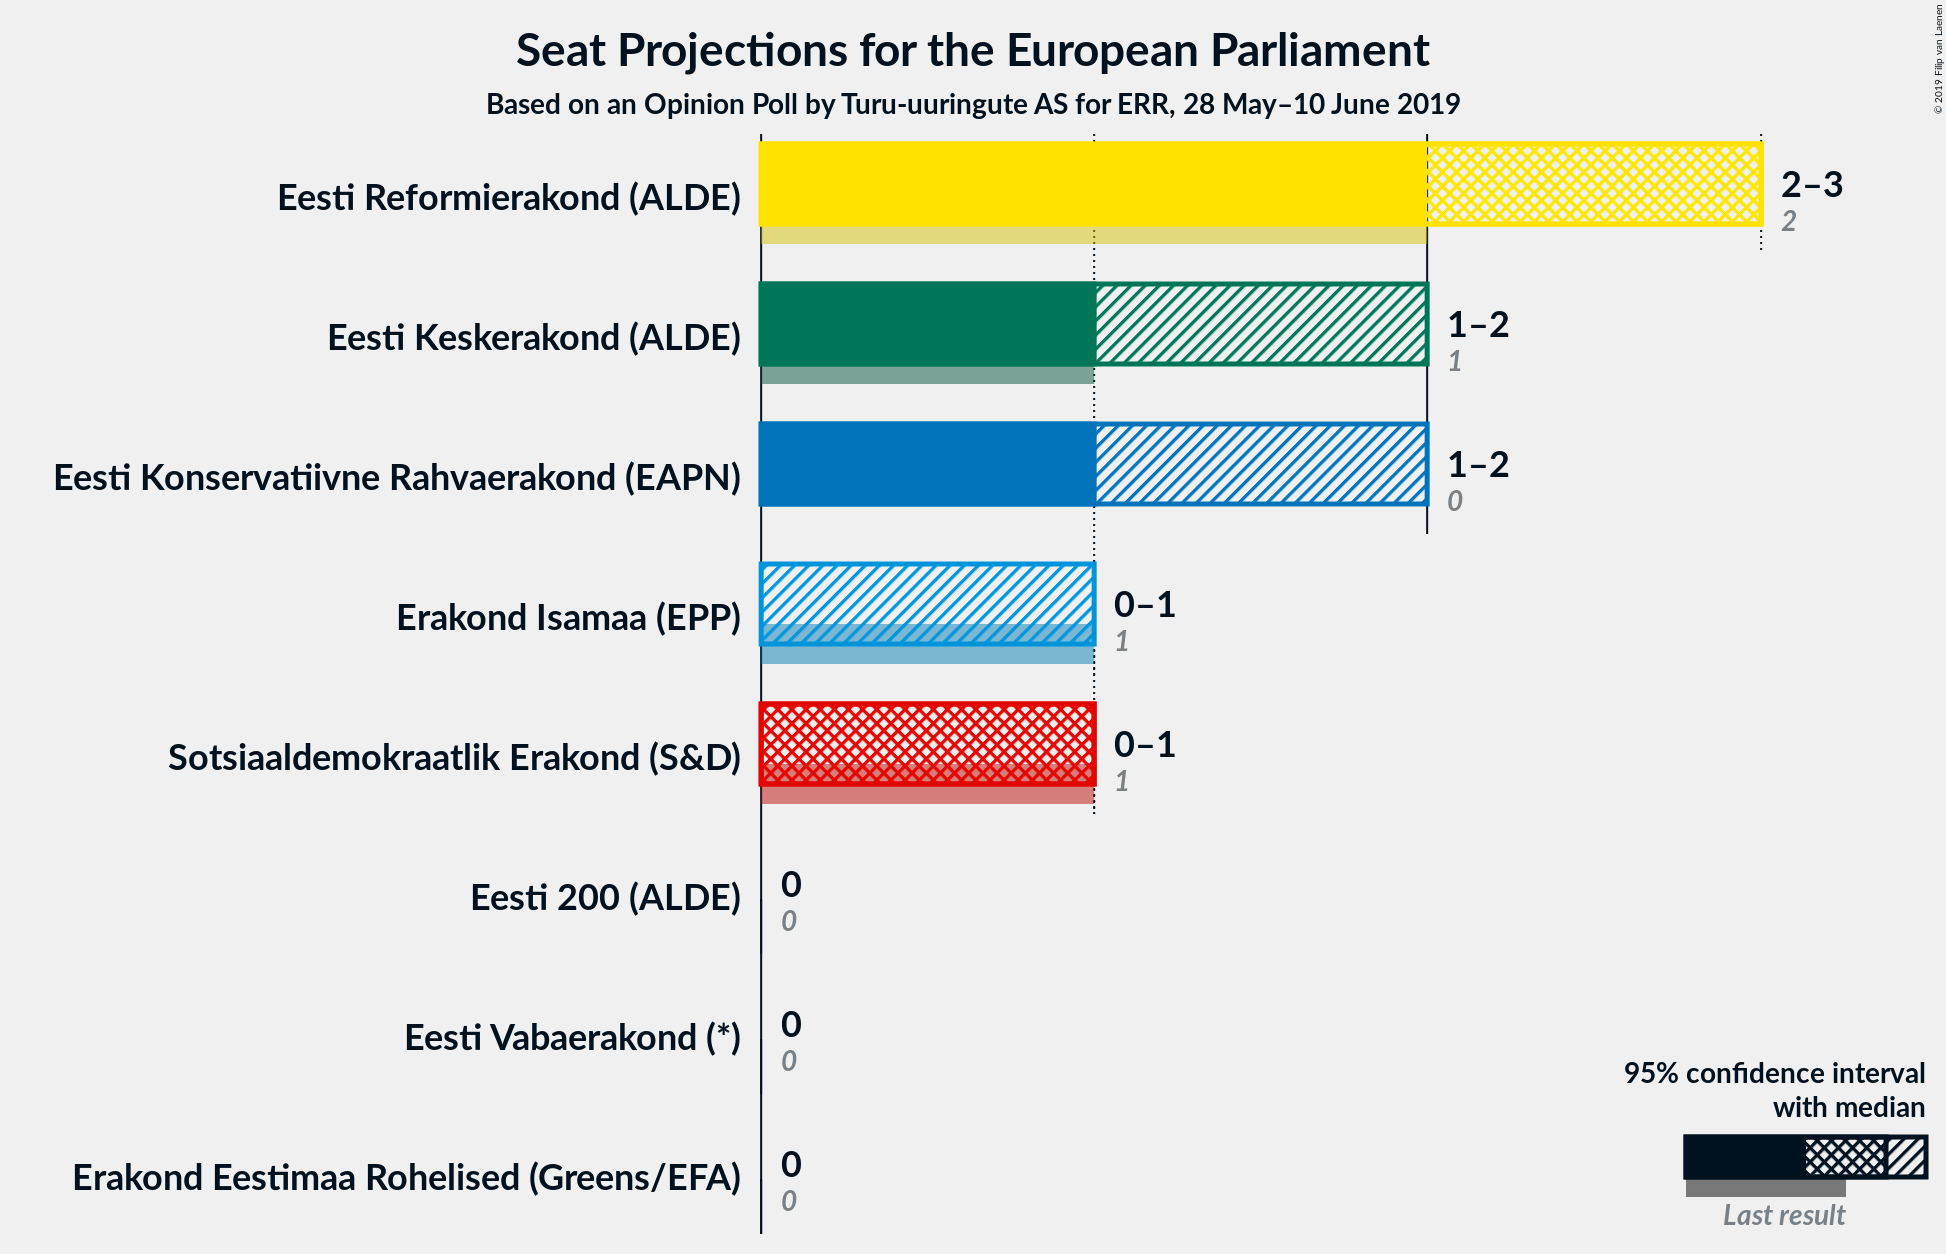 Seat Projections for the European Parliament
Based on an Opinion Poll by Turu-uuringute AS for ERR, 28 May–10 June 2019
© 2019 Filip van Laenen
Eesti Reformierakond (ALDE)
2–3
2
Eesti Keskerakond (ALDE)
1–2
1
Eesti Konservatiivne Rahvaerakond (EAPN)
1–2
0
Erakond Isamaa (EPP)
0–1
1
Sotsiaaldemokraatlik Erakond (S&D)
0–1
1
Eesti 200 (ALDE)
0
0
Eesti Vabaerakond (*)
0
0
Erakond Eestimaa Rohelised (Greens/EFA)
0
0
95% confidence interval
with median
Last result